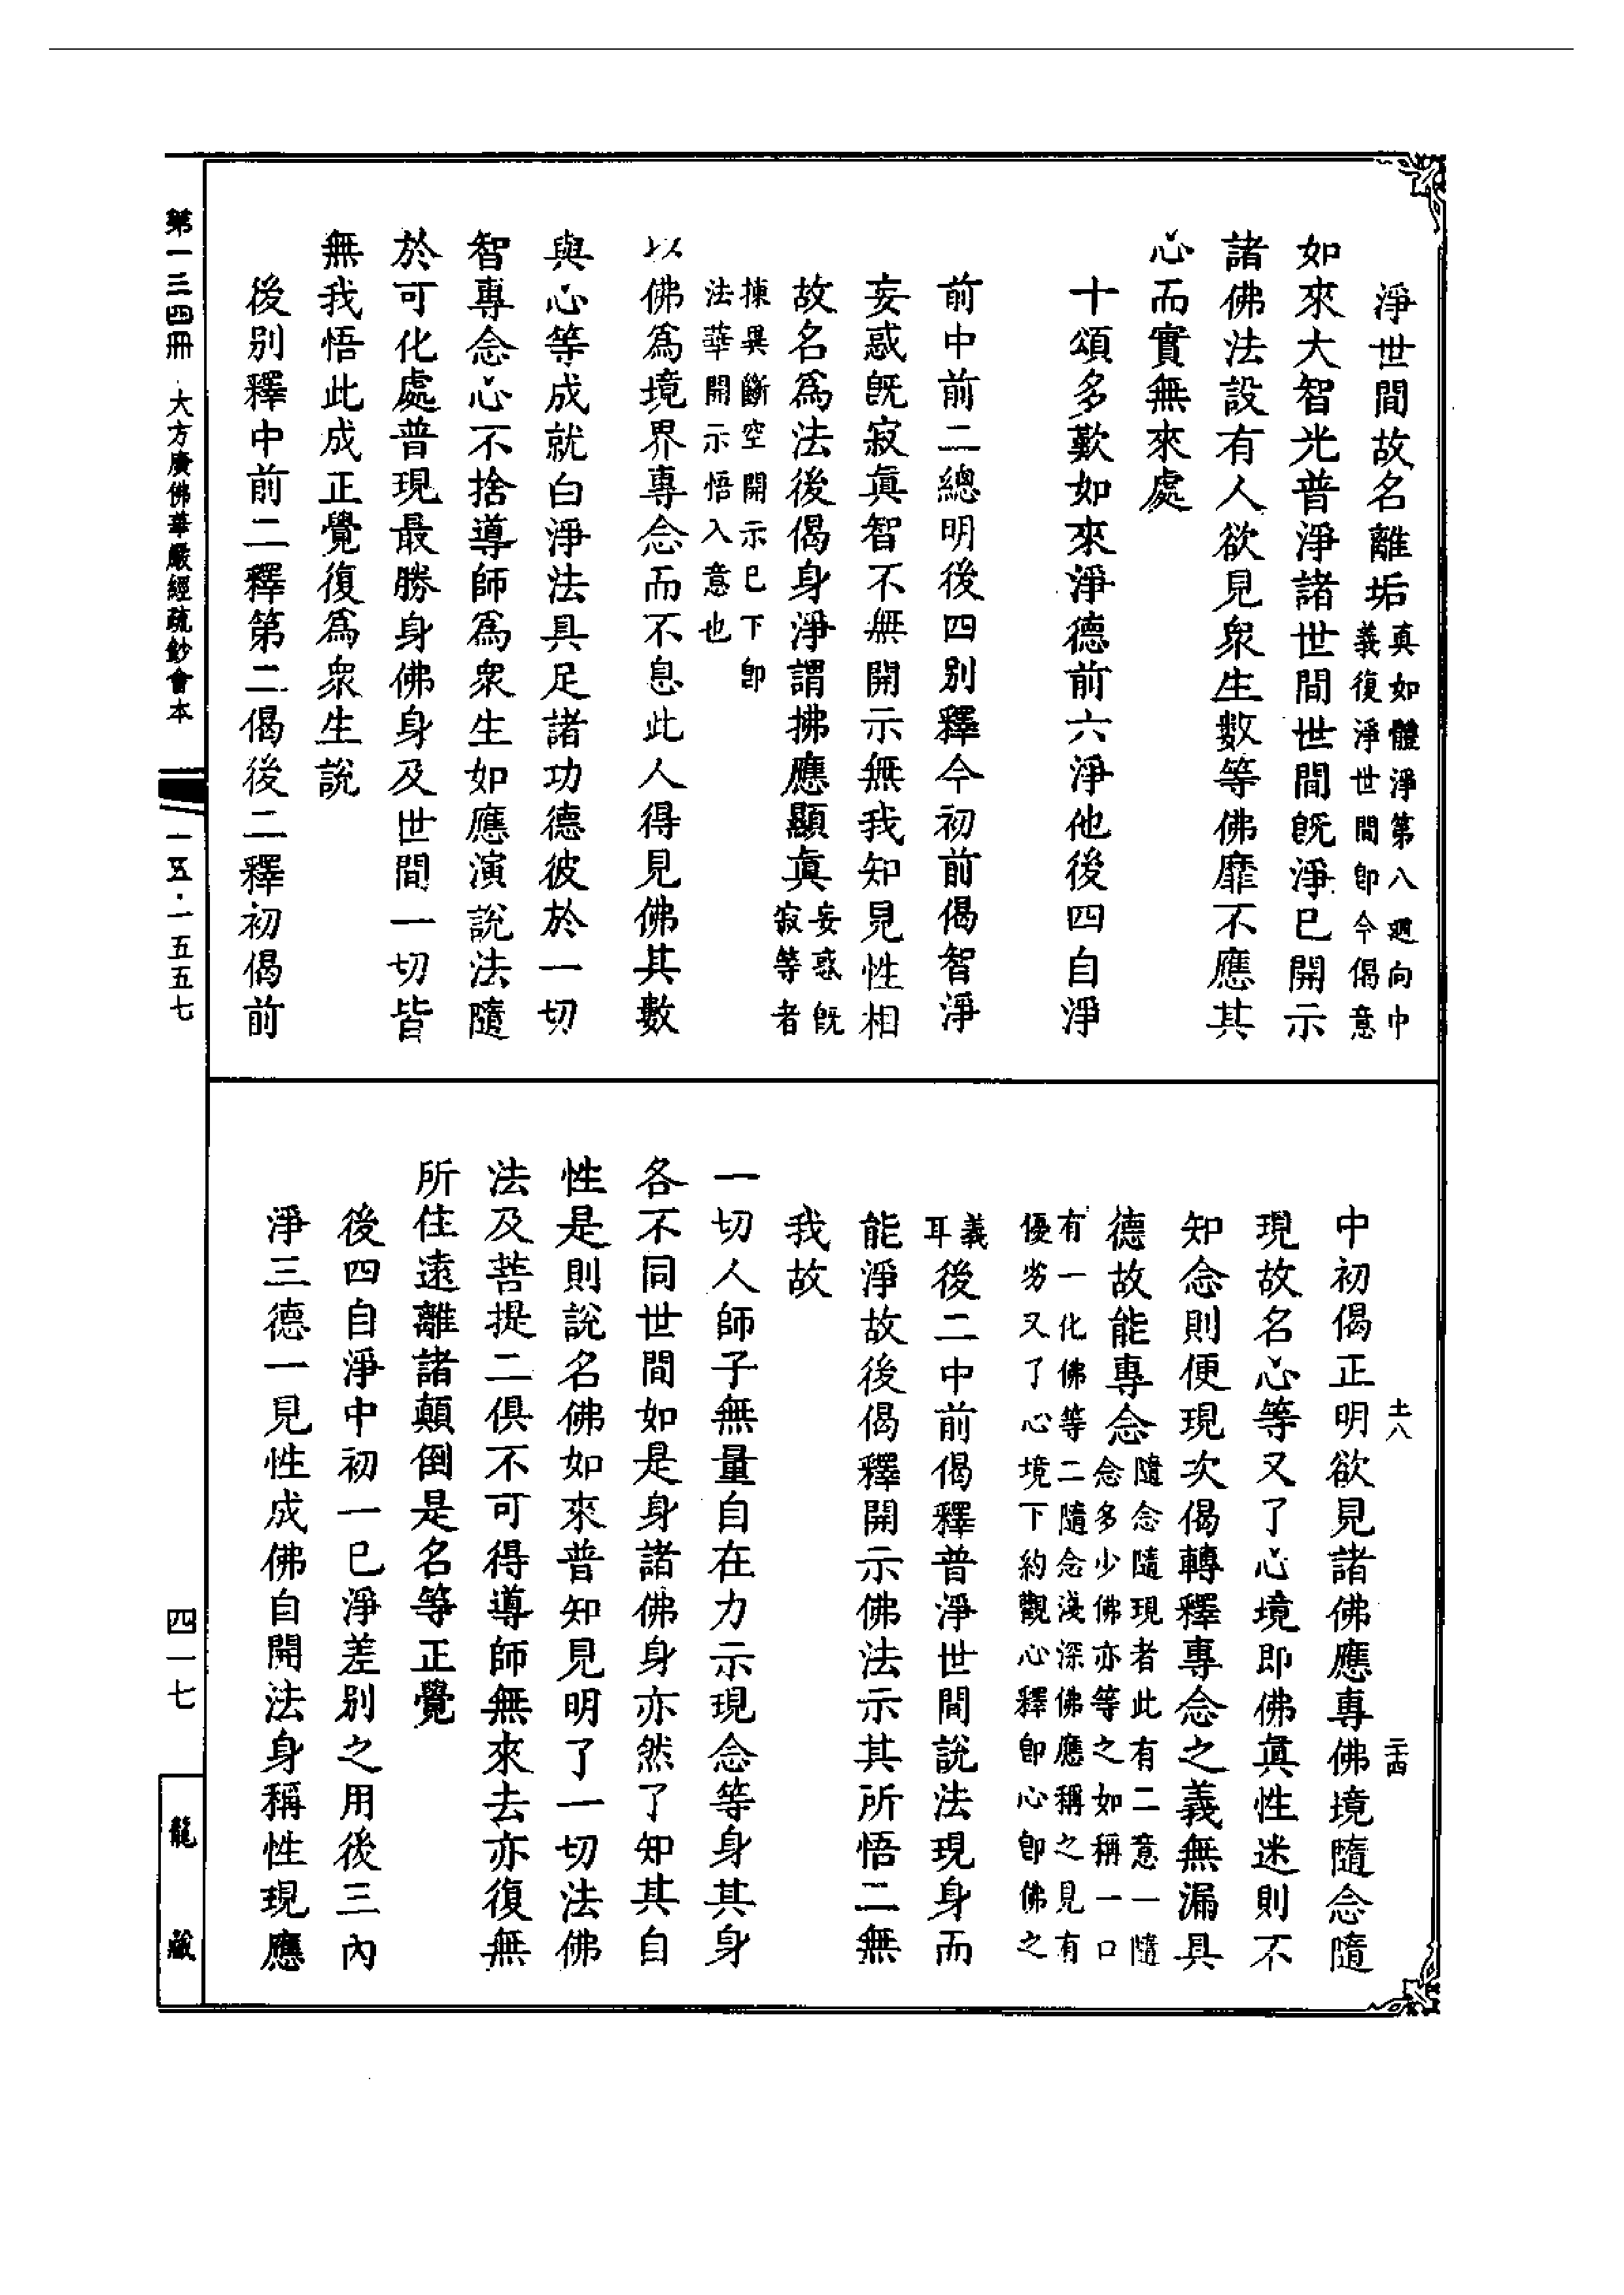 淨世間故名離垢真如體淨第八迴向中
義復淨世間卽今偈意
如來大智光普淨諸世間世間旣淨已開示
諸佛法設有人欲見衆生數等佛靡不應其
心而實無來處
十頌多歎如來淨德前六淨他後四自淨
前中前二總明後四別釋今初前偈智淨
妄惑旣寂眞智不無開示無我知見性相
故名爲法後偈身淨謂拂應顯眞妄惑旣
寂等者
揀異斷空開示已下卽
法華開示悟入意也
以佛爲境界專念而不息此人得見佛其數
與心等成就白淨法具足諸功德彼於一切
智專念心不捨導師爲衆生如應演說法隨
於可化處普現最勝身佛身及世間一切皆
無我悟此成正覺復爲衆生說
後別釋中前二釋第二偈後二釋初偈前
中初偈正明欲見諸佛應專佛境隨念隨
現故名心等又了心境即佛眞性迷則不
知念則便現次偈轉釋專念之義無漏具
德故能專念隨念隨現者此有二意一隨
念多少佛亦等之如稱一口
有一化佛等二隨念淺深佛應稱之見有
優劣又了心境下約觀心釋卽心卽佛之
義
耳後二中前偈釋普淨世間說法現身而
能淨故後偈釋開示佛法示其所悟二無
我故
一切人師子無量自在力示現念等身其身
各不同世間如是身諸佛身亦然了知其自
性是則說名佛如來普知見明了一切法佛
法及菩提二俱不可得導師無來去亦復無
所住遠離諸顛倒是名等正覺
後四自淨中初一已淨差別之用後三內
淨三德一見性成佛自開法身稱性現應
第一三四冊 大方廣佛華嚴經疏鈔會本
一五·一五五七
四一七
龍藏